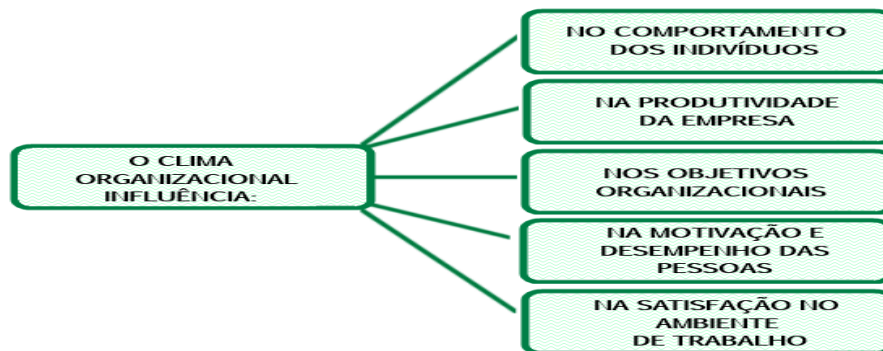 O CLIMA
ORGANIZACIONAL
INFLUÊNCIA:
NO COMPORTAMENTO
DOS INDIVÍDUOS
NA PRODUTIVIDADE
DA EMPRESA
NOS OBJETIVOS
ORGANIZACIONAIS
NA MOTIVAÇÃO E
DESEMPENHO DAS
PESSOAS
NA SATISFAÇÃO NO
AMBIENTE
DE TRABALHO